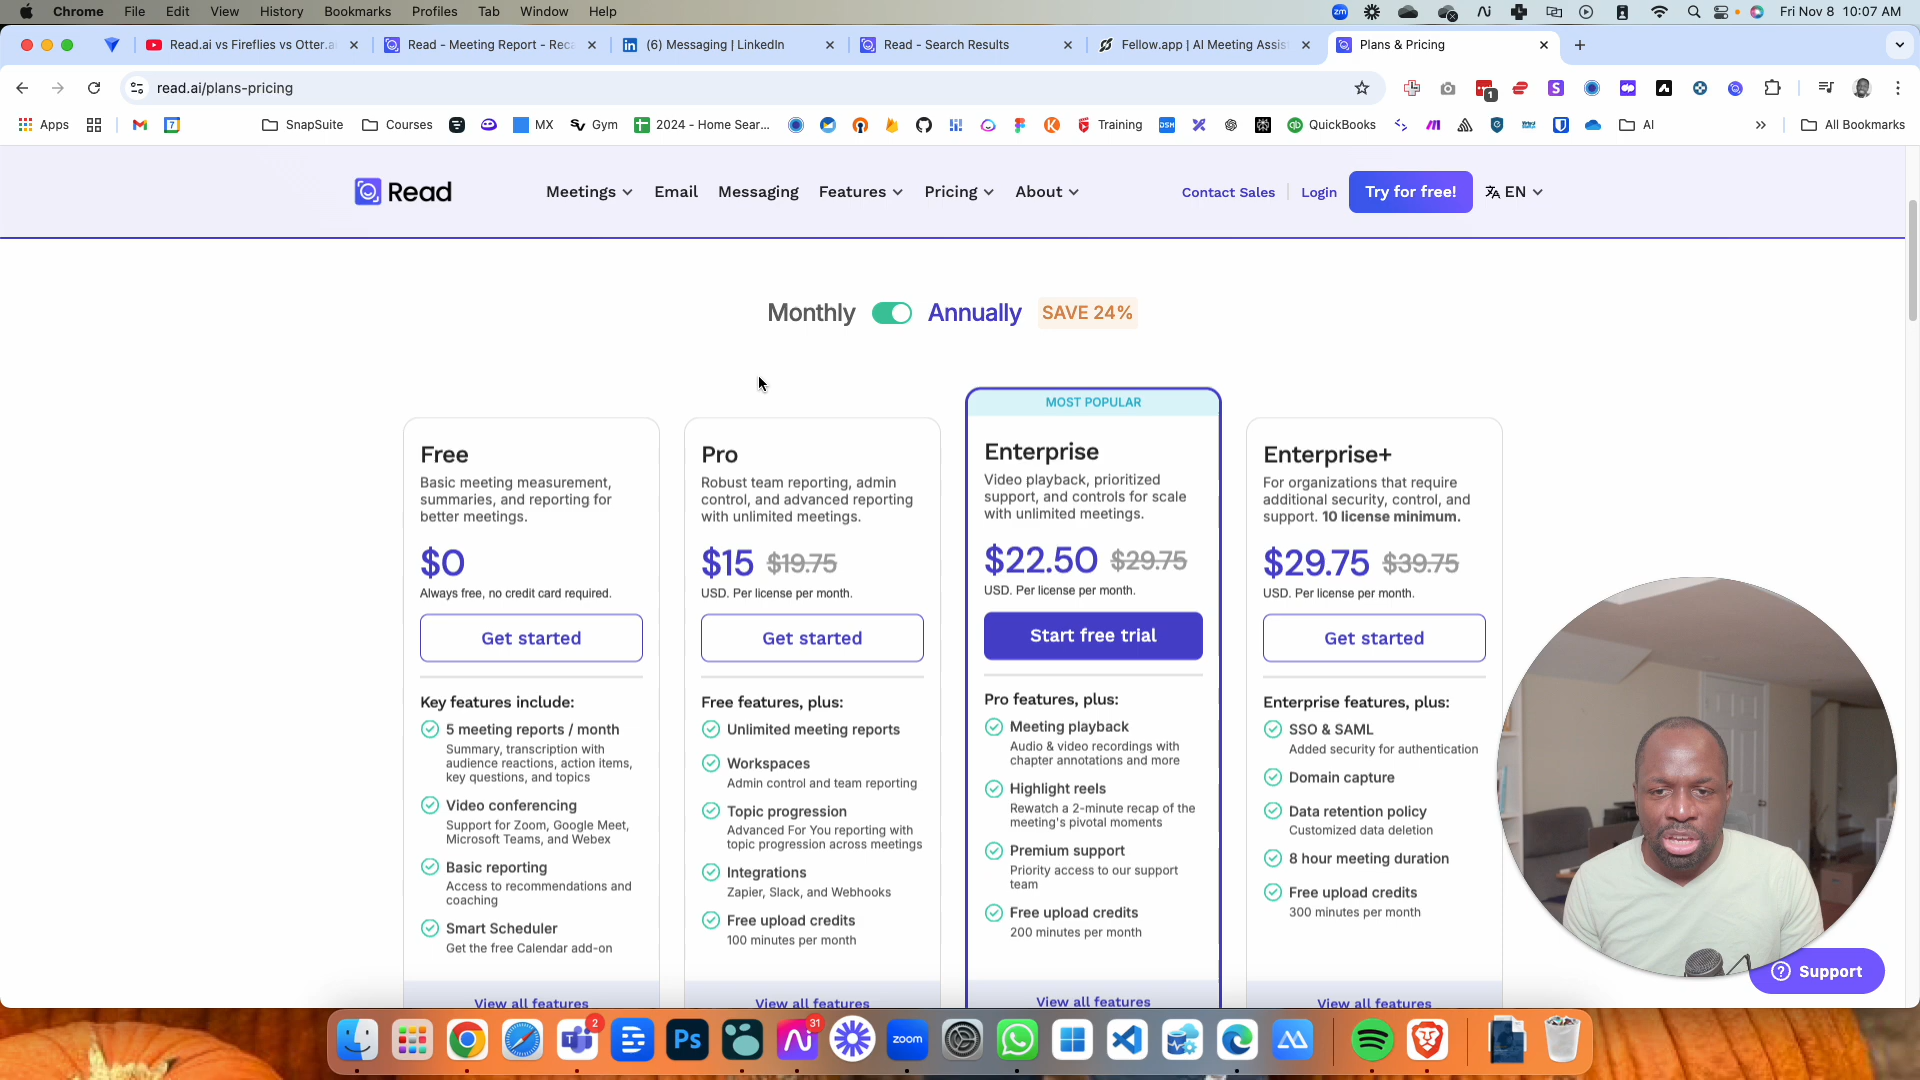 Chrome File Edit View History Bookmarks Profiles Tab Window Help
zm
Fri Nov 8 10:07 AM
Read.ai vs Fireflies vs Otter.a
Read - Meeting Report - Reca
(6) Messaging | LinkedIn
Read - Search Results
Fellow.app | AI Meeting Assis
Plans & Pricing
read.ai/plans-pricing
1
Apps
7
SnapSuite
Courses
MX
Gym
2024 - Home Sear...
Training
DSM
QuickBooks
AI
All Bookmarks
Read
Meetings
Email
Messaging
Features
Pricing
About
Contact Sales
Login
Try for free!
EN
Monthly
Annually
SAVE 24%
Free
Basic meeting measurement,
summaries, and reporting for
better meetings.
$0
Always free, no credit card required.
Get started
Key features include:
5 meeting reports / month
Summary, transcription with
audience reactions, action items,
key questions, and topics
Video conferencing
Support for Zoom, Google Meet,
Microsoft Teams, and Webex
Basic reporting
Access to recommendations and
coaching
Smart Scheduler
Get the free Calendar add-on
View all features
Pro
Robust team reporting, admin
control, and advanced reporting
with unlimited meetings.
$15 $19.75
USD. Per license per month.
Get started
Free features, plus:
Unlimited meeting reports
Workspaces
Admin control and team reporting
Topic progression
Advanced For You reporting with
topic progression across meetings
Integrations
Zapier, Slack, and Webhooks
Free upload credits
100 minutes per month
View all features
MOST POPULAR
Enterprise
Video playback, prioritized
support, and controls for scale
with unlimited meetings.
$22.50 $29.75
USD. Per license per month.
Start free trial
Pro features, plus:
Meeting playback
Audio & video recordings with
chapter annotations and more
Highlight reels
Rewatch a 2-minute recap of the
meeting's pivotal moments
Premium support
Priority access to our support
team
Free upload credits
200 minutes per month
View all features
Enterprise+
For organizations that require
additional security, control, and
support. 10 license minimum.
$29.75 $39.75
USD. Per license per month.
Get started
Enterprise features, plus:
SSO & SAML
Added security for authentication
Domain capture
Data retention policy
Customized data deletion
8 hour meeting duration
Free upload credits
300 minutes per month
View all features
Support
2
Ps
31
zoom